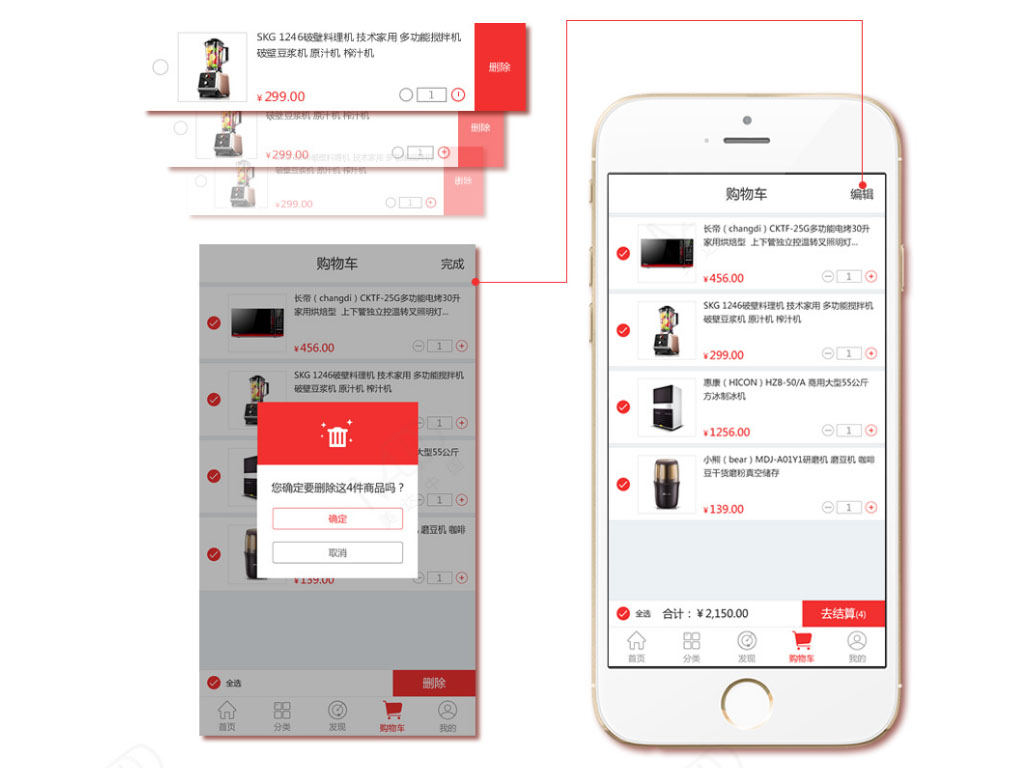 SKG 1246破壁料理机 技术家用 多功能搅拌机
破壁豆浆机 原汁机 榨汁机
¥299.00
1
删除
破壁豆浆机 原汁机 榨汁机
¥299.00
1
删除
破壁豆浆机 原汁机 榨汁机
¥299.00
1
删除
购物车
完成
长帝（changdi）CKTF-25G多功能电烤30升
家用烘焙型 上下管独立控温转叉照明灯...
¥456.00
1
SKG 1246破壁料理机 技术家用 多功能搅拌机
破壁豆浆机 原汁机 榨汁机
1
大型55公斤
1
磨豆机 咖啡
¥139.00
1
您确定要删除这4件商品吗？
确定
取消
全选
删除
首页
分类
发现
购物车
我的
购物车
编辑
长帝（changdi）CKTF-25G多功能电烤30升
家用烘焙型 上下管独立控温转叉照明灯...
¥456.00
1
SKG 1246破壁料理机 技术家用 多功能搅拌机
破壁豆浆机 原汁机 榨汁机
¥299.00
1
惠康（HICON）HZB-50/A 商用大型55公斤
方冰制冰机
¥1256.00
1
小熊（bear）MDJ-A01Y1研磨机 磨豆机 咖啡
豆干货磨粉真空储存
¥139.00
1
全选
合计：¥2,150.00
去结算(4)
首页
分类
发现
购物车
我的